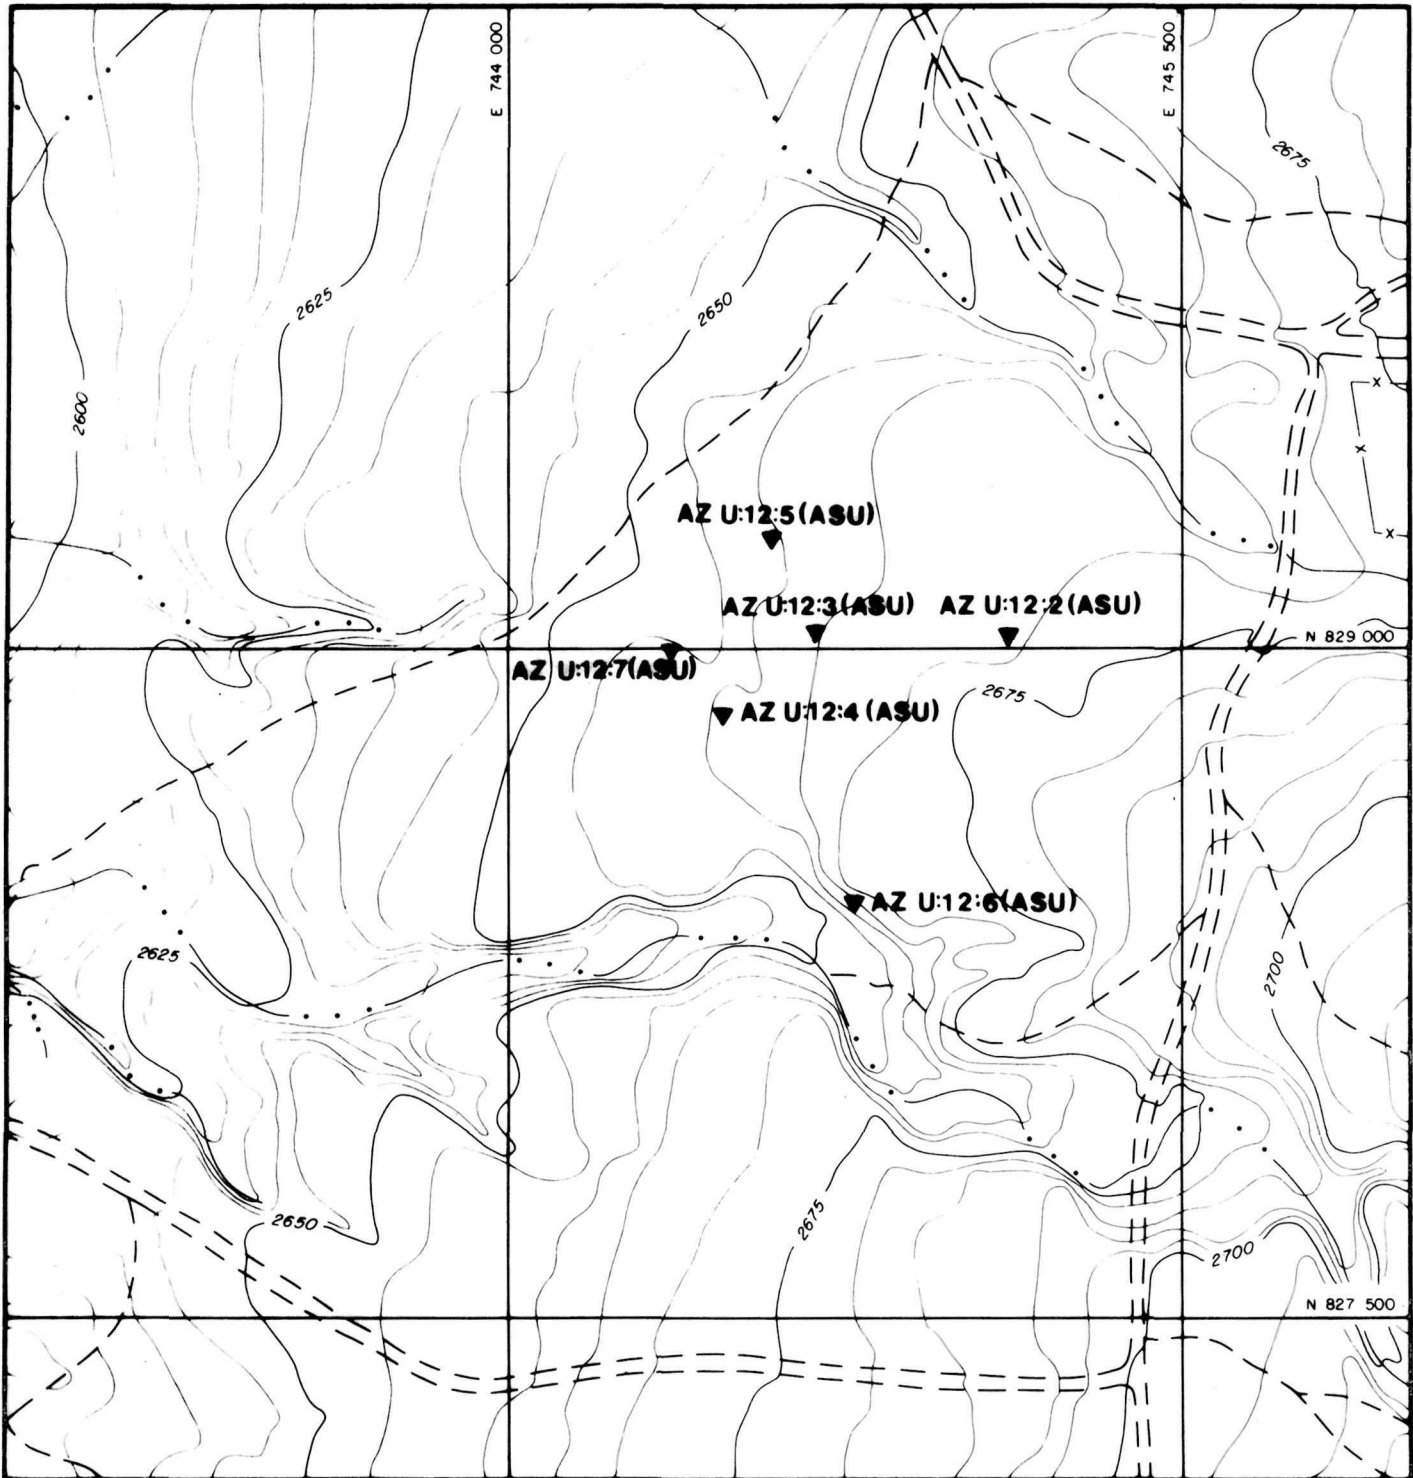 E 744 000
E 745 500
2675
2625
2650
2600
AZ U:12:5(ASU)
AZ U:12:3(ASU)
AZ U:12:2(ASU)
N 829 000
AZ U:12:7(ASU)
2675
AZ U:12:4(ASU)
AZ U:12:6(ASU)
2625
2700
2675
2650
2700
N 827 500